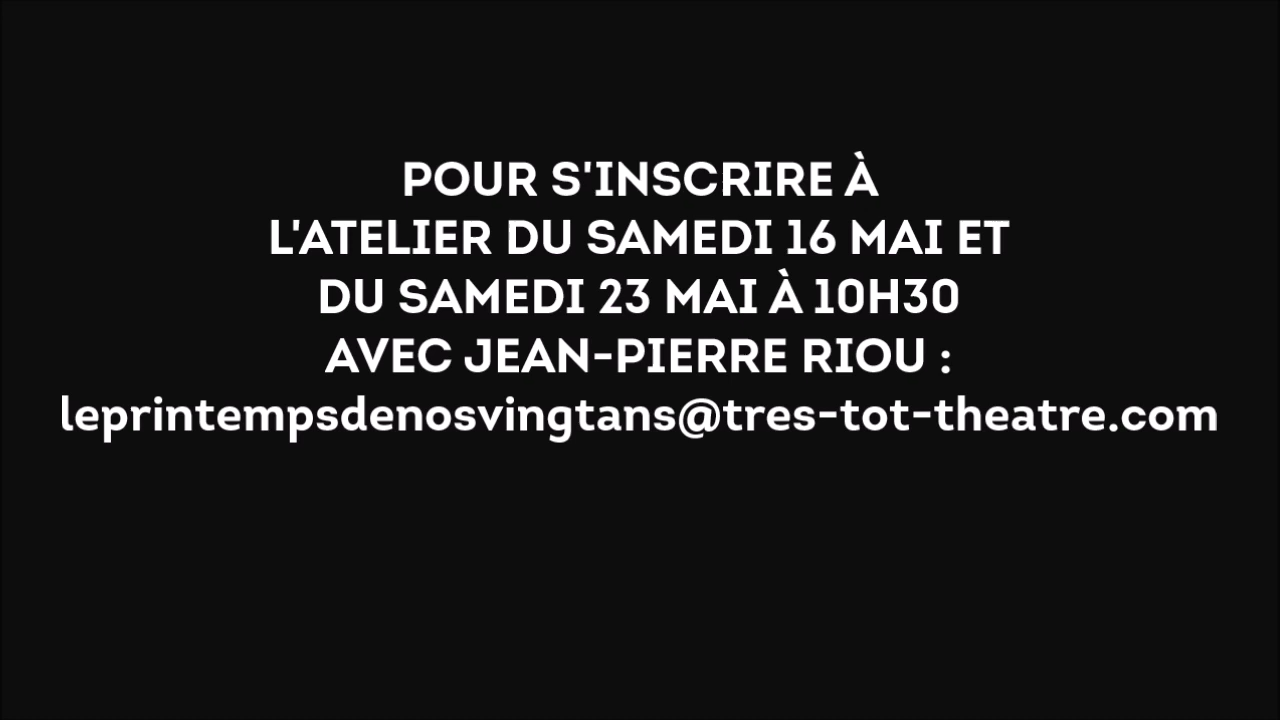 POUR S'INSCRIRE À
L'ATELIER DU SAMEDI 16 MAI ET
DU SAMEDI 23 MAI À 10H30
AVEC JEAN-PIERRE RIOU :
leprintempsdenosvingtans@tres-tot-theatre.com